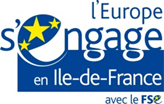 l'Europe
s'engage
en Ile-de-France
avec le FSe